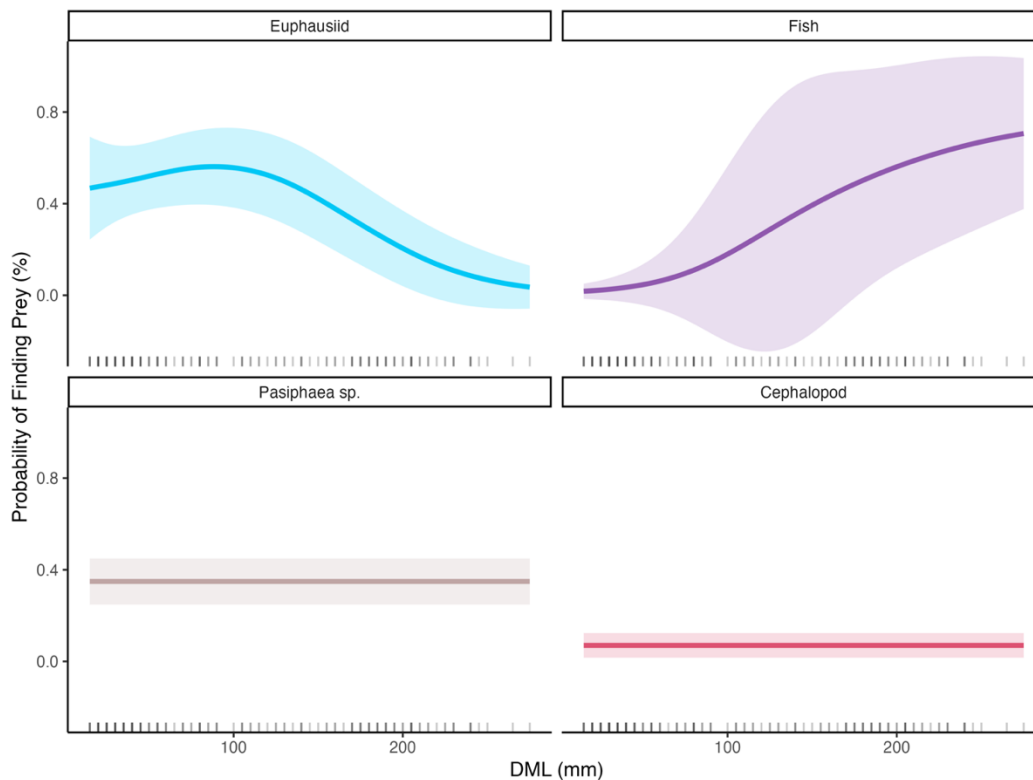 Euphausiid
Fish
0.8
0.4
0.0
Pasiphaea sp.
Cephalopod
0.8
0.4
0.0
100
200
100
200
Probability of Finding Prey (%)
DML (mm)